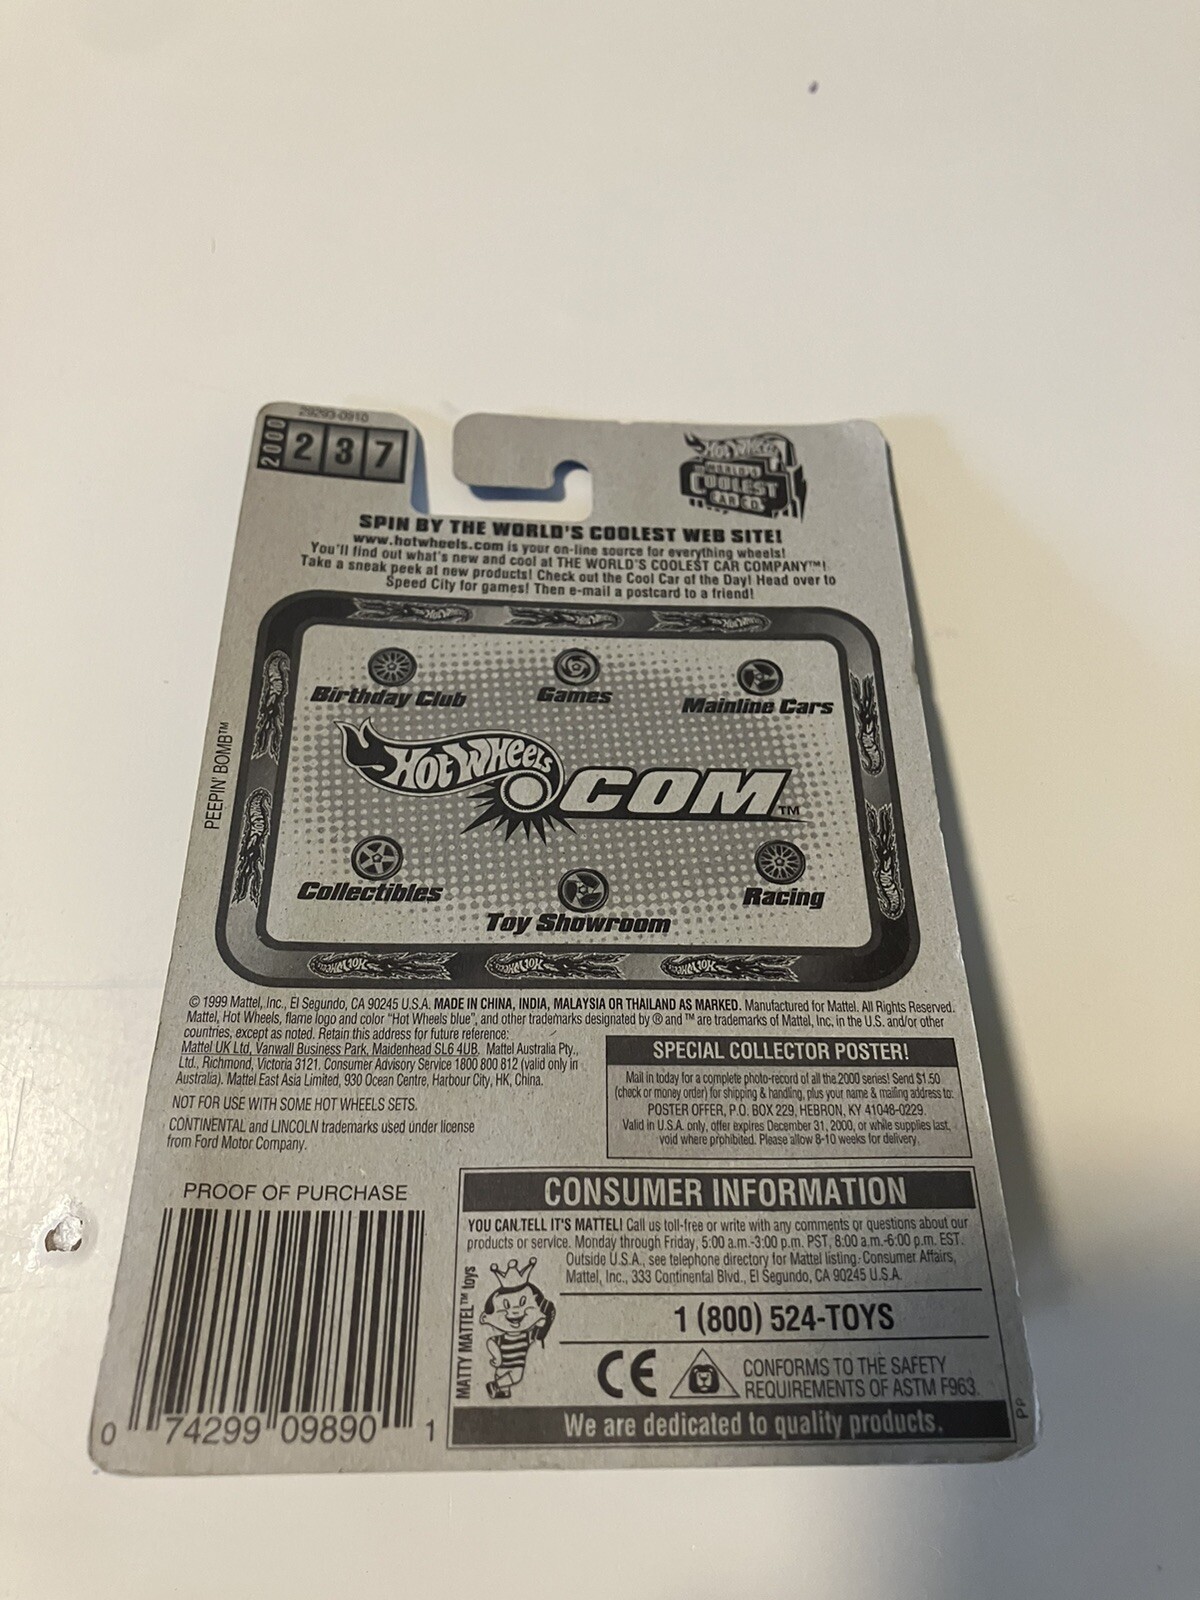 29293-0910
2000 237
HOT WHEELS
WORLD'S
COOLEST
CAR CO.
SPIN BY THE WORLD'S COOLEST WEB SITE!
www.hotwheels.com is your on-line source for everything wheels!
You'll find out what's new and cool at THE WORLD'S COOLEST CAR COMPANY™!
Take a sneak peek at new products! Check out the Cool Car of the Day! Head over to
Speed City for games! Then e-mail a postcard to a friend!
PEEPIN' BOMB™
Birthday Club
Games
Mainline Cars
HOT WHEELS.COM™
Collectibles
Toy Showroom
Racing
© 1999 Mattel, Inc., El Segundo, CA 90245 U.S.A. MADE IN CHINA, INDIA, MALAYSIA OR THAILAND AS MARKED. Manufactured for Mattel. All Rights Reserved.
Mattel, Hot Wheels, flame logo and color "Hot Wheels blue", and other trademarks designated by ® and ™ are trademarks of Mattel, Inc. in the U.S. and/or other
countries, except as noted. Retain this address for future reference:
Mattel UK Ltd, Vanwall Business Park, Maidenhead SL6 4UB. Mattel Australia Pty.,
Ltd., Richmond, Victoria 3121. Consumer Advisory Service 1800 800 812 (valid only in
Australia). Mattel East Asia Limited, 930 Ocean Centre, Harbour City, HK, China.
NOT FOR USE WITH SOME HOT WHEELS SETS.
CONTINENTAL and LINCOLN trademarks used under license
from Ford Motor Company.
SPECIAL COLLECTOR POSTER!
Mail in today for a complete photo-record of all the 2000 series! Send $1.50
(check or money order) for shipping & handling, plus your name & mailing address to:
POSTER OFFER, P.O. BOX 229, HEBRON, KY 41048-0229.
Valid in U.S.A. only, offer expires December 31, 2000, or while supplies last,
void where prohibited. Please allow 8-10 weeks for delivery.
PROOF OF PURCHASE
0 74299 09890 1
CONSUMER INFORMATION
YOU CAN TELL IT'S MATTEL! Call us toll-free or write with any comments or questions about our
products or service. Monday through Friday, 5:00 a.m.-3:00 p.m. PST, 8:00 a.m.-6:00 p.m. EST.
Outside U.S.A., see telephone directory for Mattel listing. Consumer Affairs,
Mattel, Inc., 333 Continental Blvd., El Segundo, CA 90245 U.S.A.
MATTY MATTEL™ toys
1 (800) 524-TOYS
CE
CONFORMS TO THE SAFETY
REQUIREMENTS OF ASTM F963.
We are dedicated to quality products.
PP